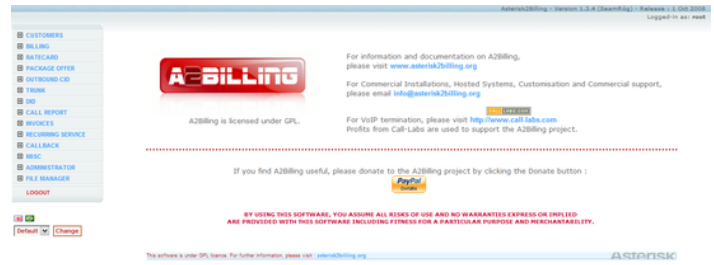 Asterisk2Billing - Version 1.3.4 (SeamRàg) - Release : 1 Oct 2008
Logged-in as: root
CUSTOMERS
BILLING
RATECARD
PACKAGE OFFER
OUTBOUND CID
TRUNK
DID
CALL REPORT
INVOICES
RECURRING SERVICE
CALLBACK
MISC
ADMINISTRATOR
FILE MANAGER
LOGOUT
Default
Change
A2BILLING
A2Billing is licensed under GPL.
For information and documentation on A2Billing,
please visit www.asterisk2billing.org
For Commercial Installations, Hosted Systems, Customisation and Commercial support,
please email info@asterisk2billing.org
CALL-LABS.COM
For VoIP termination, please visit http://www.call-labs.com
Profits from Call-Labs are used to support the A2Billing project.
If you find A2Billing useful, please donate to the A2Billing project by clicking the Donate button :
PayPal
Donate
BY USING THIS SOFTWARE, YOU ASSUME ALL RISKS OF USE AND NO WARRANTIES EXPRESS OR IMPLIED
ARE PROVIDED WITH THIS SOFTWARE INCLUDING FITNESS FOR A PARTICULAR PURPOSE AND MERCHANTABILITY.
This software is under GPL licence. For further information, please visit : asterisk2billing.org
ASTERISK